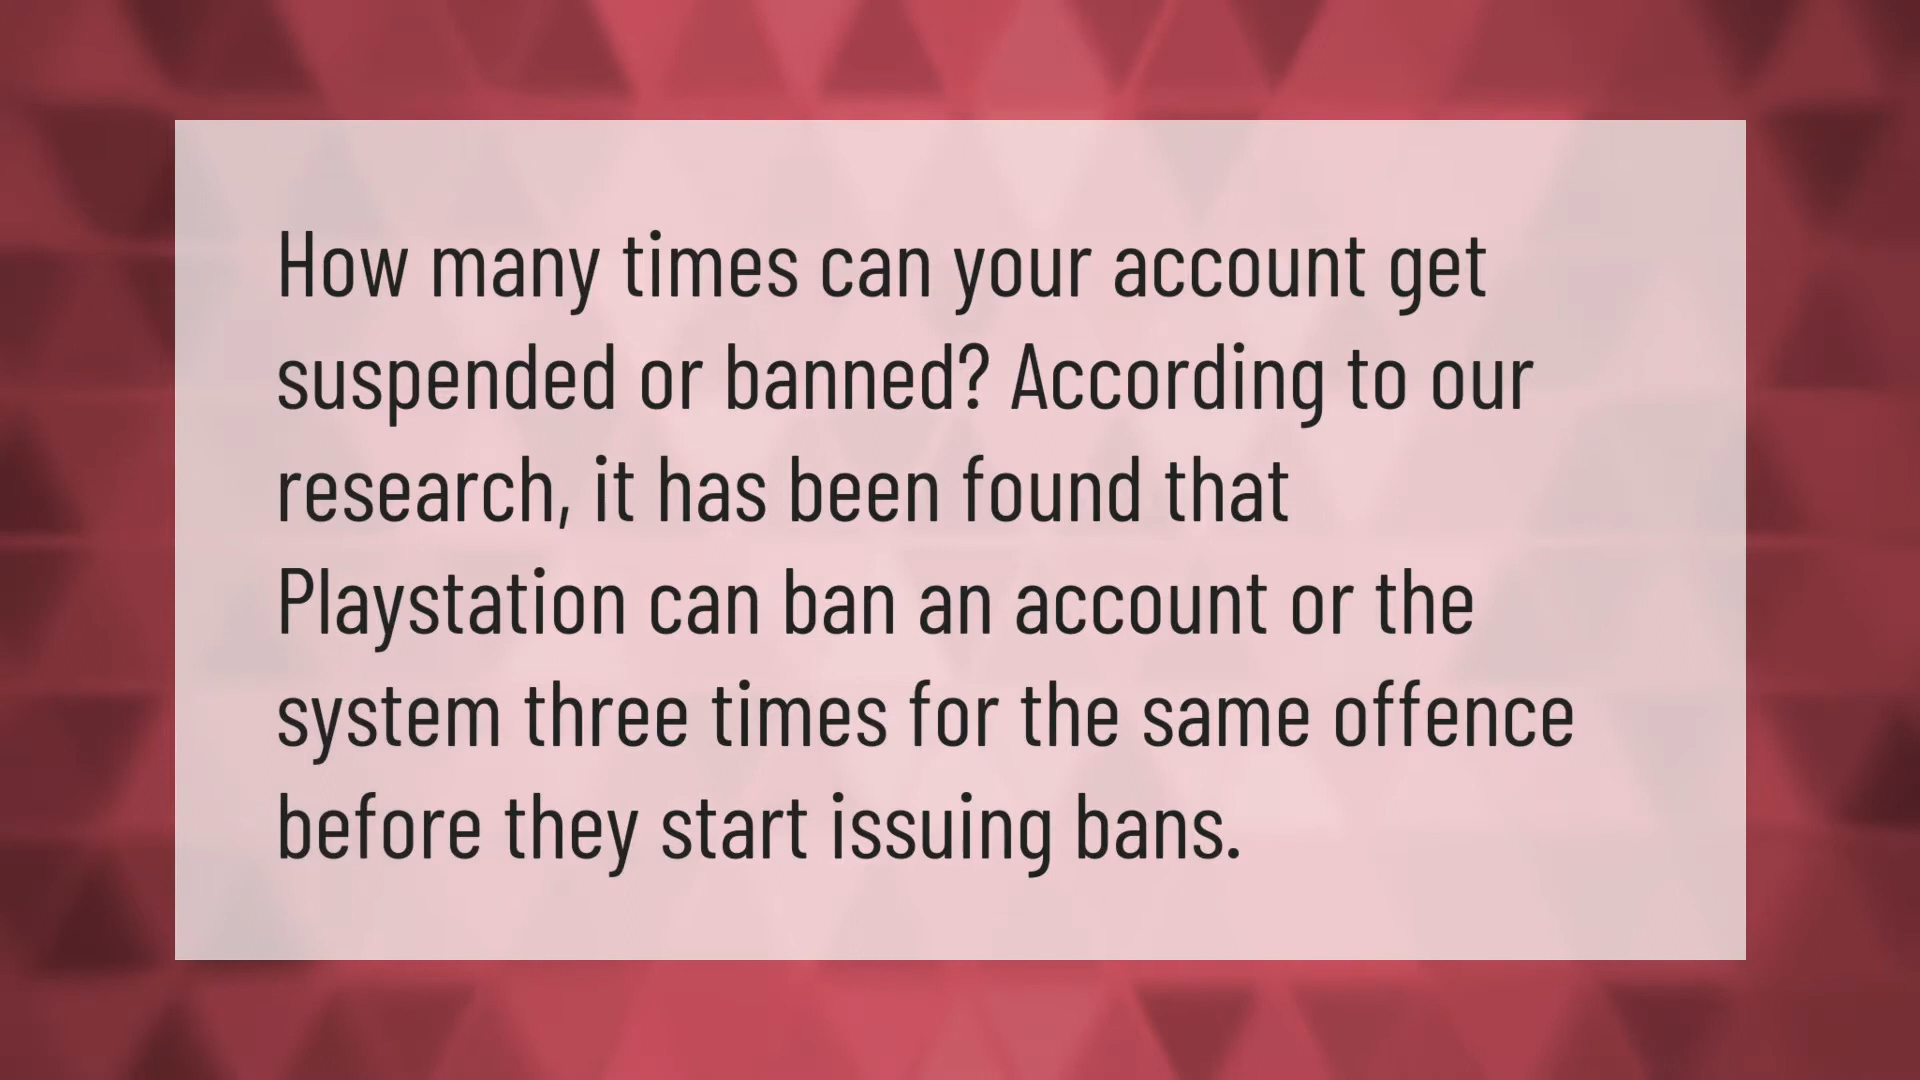 How many times can your account get
suspended or banned? According to our
research, it has been found that
Playstation can ban an account or the
system three times for the same offence
before they start issuing bans.